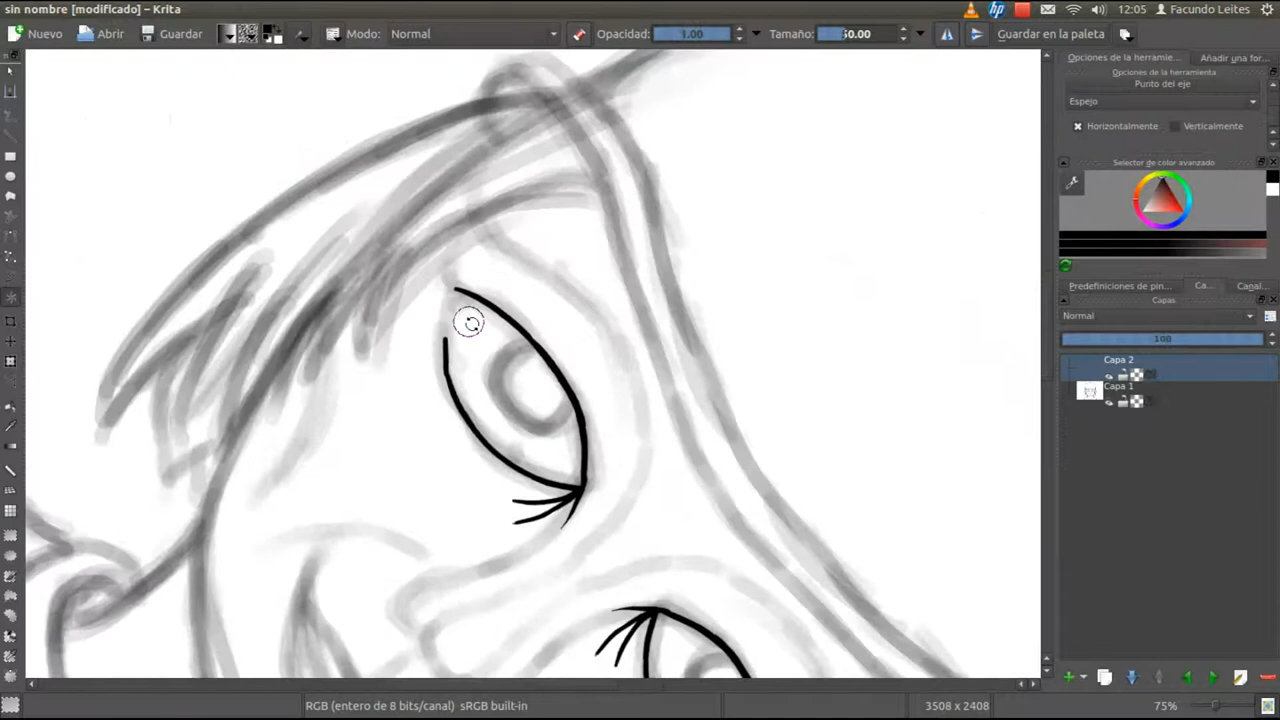 sin nombre [modificado] – Krita
12:05
Facundo Leites
Nuevo
Abrir
Guardar
Modo:
Normal
Opacidad:
1.00
Tamaño:
50.00
Guardar en la paleta
Opciones de la herramie...
Añadir una for...
Opciones de la herramienta
Punto del eje
Espejo
Horizontalmente
Verticalmente
Selector de color avanzado
Predefiniciones de pin...
Ca...
Canal...
Capas
Normal
100
Capa 2
Capa 1
RGB (entero de 8 bits/canal) sRGB built-in
3508 x 2408
75%